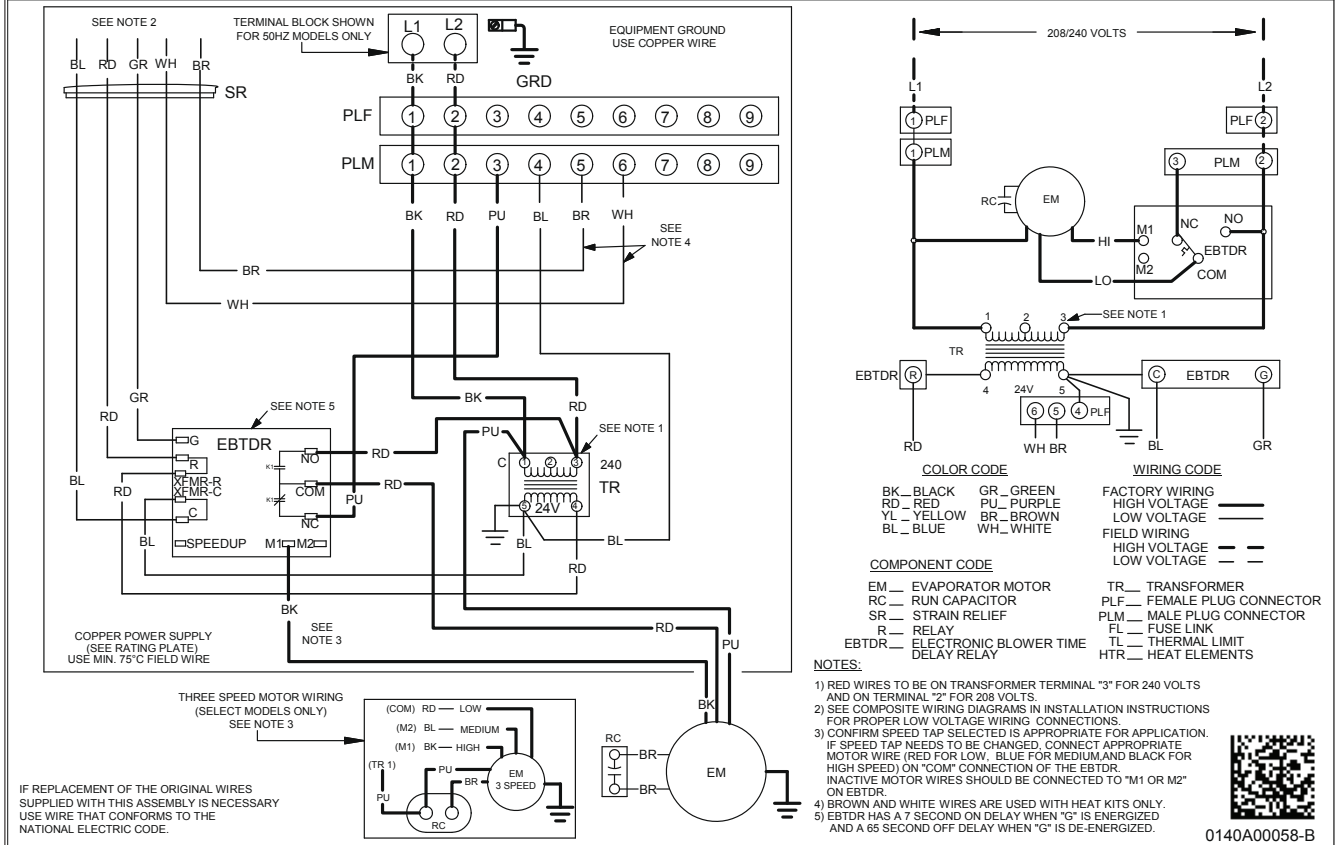 SEE NOTE 2
TERMINAL BLOCK SHOWN
FOR 50HZ MODELS ONLY
L1 L2
EQUIPMENT GROUND
USE COPPER WIRE
BL RD GR WH BR
SR
BK RD
GRD
PLF 1 2 3 4 5 6 7 8 9
PLM 1 2 3 4 5 6 7 8 9
BK RD PU BL BR WH
SEE
NOTE 4
BR
WH
GR
RD
BL
RD
BL
SEE NOTE 5
EBTDR
G
R
XFMR-R
XFMR-C
C
SPEEDUP
M1 M2
K1
K1
NO
COM
NC
RD
RD
PU
BK
PU
RD
SEE NOTE 1
C 1 2 3 240
TR
5 24V 4
BL
BL
RD
BK
SEE
NOTE 3
RD
PU
BK
COPPER POWER SUPPLY
(SEE RATING PLATE)
USE MIN. 75°C FIELD WIRE
THREE SPEED MOTOR WIRING
(SELECT MODELS ONLY)
SEE NOTE 3
(COM) RD LOW
(M2) BL MEDIUM
(M1) BK HIGH
(TR 1)
PU
PU
BR
EM
3 SPEED
RC
RC
BR
BR
EM
IF REPLACEMENT OF THE ORIGINAL WIRES
SUPPLIED WITH THIS ASSEMBLY IS NECESSARY
USE WIRE THAT CONFORMS TO THE
NATIONAL ELECTRIC CODE.
208/240 VOLTS
L1 L2
1 PLF
PLF 2
1 PLM
3 PLM 2
RC
EM
HI
LO
M1
M2
NC
NO
EBTDR
COM
1 2 3
SEE NOTE 1
TR
4 24V 5
EBTDR R
C EBTDR G
6 5 4 PLF
RD
WH BR
BL
GR
COLOR CODE
BK_BLACK GR_GREEN
RD_RED PU_PURPLE
YL_YELLOW BR_BROWN
BL_BLUE WH_WHITE
WIRING CODE
FACTORY WIRING
HIGH VOLTAGE
LOW VOLTAGE
FIELD WIRING
HIGH VOLTAGE
LOW VOLTAGE
COMPONENT CODE
EM__ EVAPORATOR MOTOR
RC__ RUN CAPACITOR
SR__ STRAIN RELIEF
R__ RELAY
EBTDR__ ELECTRONIC BLOWER TIME
DELAY RELAY
TR__ TRANSFORMER
PLF__ FEMALE PLUG CONNECTOR
PLM__ MALE PLUG CONNECTOR
FL__ FUSE LINK
TL__ THERMAL LIMIT
HTR__ HEAT ELEMENTS
NOTES:
1) RED WIRES TO BE ON TRANSFORMER TERMINAL "3" FOR 240 VOLTS
AND ON TERMINAL "2" FOR 208 VOLTS.
2) SEE COMPOSITE WIRING DIAGRAMS IN INSTALLATION INSTRUCTIONS
FOR PROPER LOW VOLTAGE WIRING CONNECTIONS.
3) CONFIRM SPEED TAP SELECTED IS APPROPRIATE FOR APPLICATION.
IF SPEED TAP NEEDS TO BE CHANGED, CONNECT APPROPRIATE
MOTOR WIRE (RED FOR LOW, BLUE FOR MEDIUM,AND BLACK FOR
HIGH SPEED) ON "COM" CONNECTION OF THE EBTDR.
INACTIVE MOTOR WIRES SHOULD BE CONNECTED TO "M1 OR M2"
ON EBTDR.
4) BROWN AND WHITE WIRES ARE USED WITH HEAT KITS ONLY.
5) EBTDR HAS A 7 SECOND ON DELAY WHEN "G" IS ENERGIZED
AND A 65 SECOND OFF DELAY WHEN "G" IS DE-ENERGIZED.
0140A00058-B